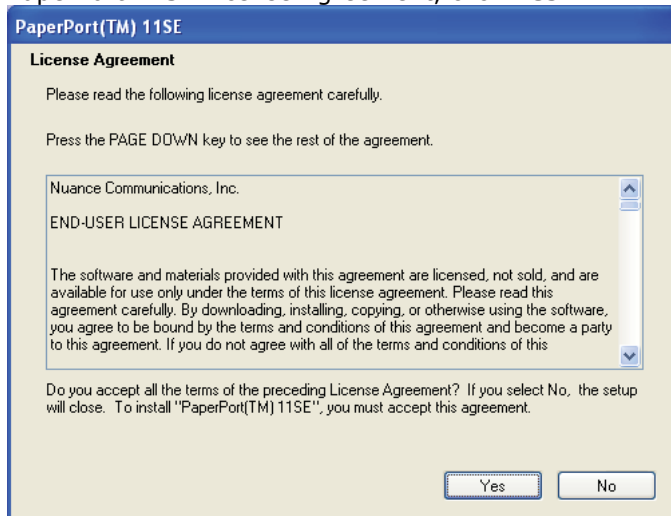 PaperPort(TM) 11SE
License Agreement
Please read the following license agreement carefully.
Press the PAGE DOWN key to see the rest of the agreement.
Nuance Communications, Inc.
END-USER LICENSE AGREEMENT
The software and materials provided with this agreement are licensed, not sold, and are
available for use only under the terms of this license agreement. Please read this
agreement carefully. By downloading, installing, copying, or otherwise using the software,
you agree to be bound by the terms and conditions of this agreement and become a party
to this agreement. If you do not agree with all of the terms and conditions of this
Do you accept all the terms of the preceding License Agreement? If you select No, the setup
will close. To install "PaperPort(TM) 11SE", you must accept this agreement.
Yes No